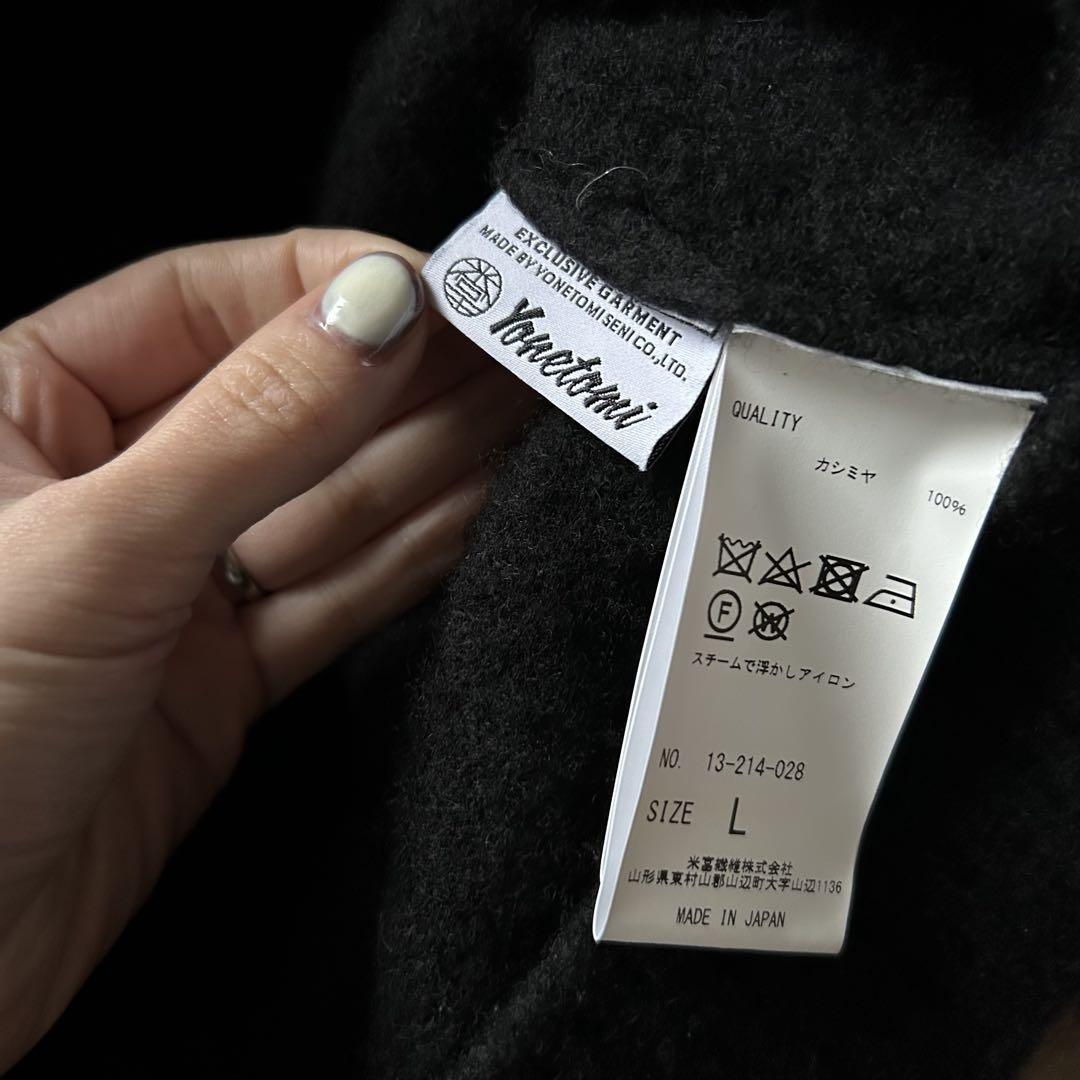 EXCLUSIVE GARMENT
MADE BY YONETOMI SENI CO.,LTD.
Yonetomi
QUALITY
カシミヤ
100%
F
W
スチームで浮かしアイロン
NO. 13-214-028
SIZE L
米富繊維株式会社
山形県東村山郡山辺町大字山辺1136
MADE IN JAPAN